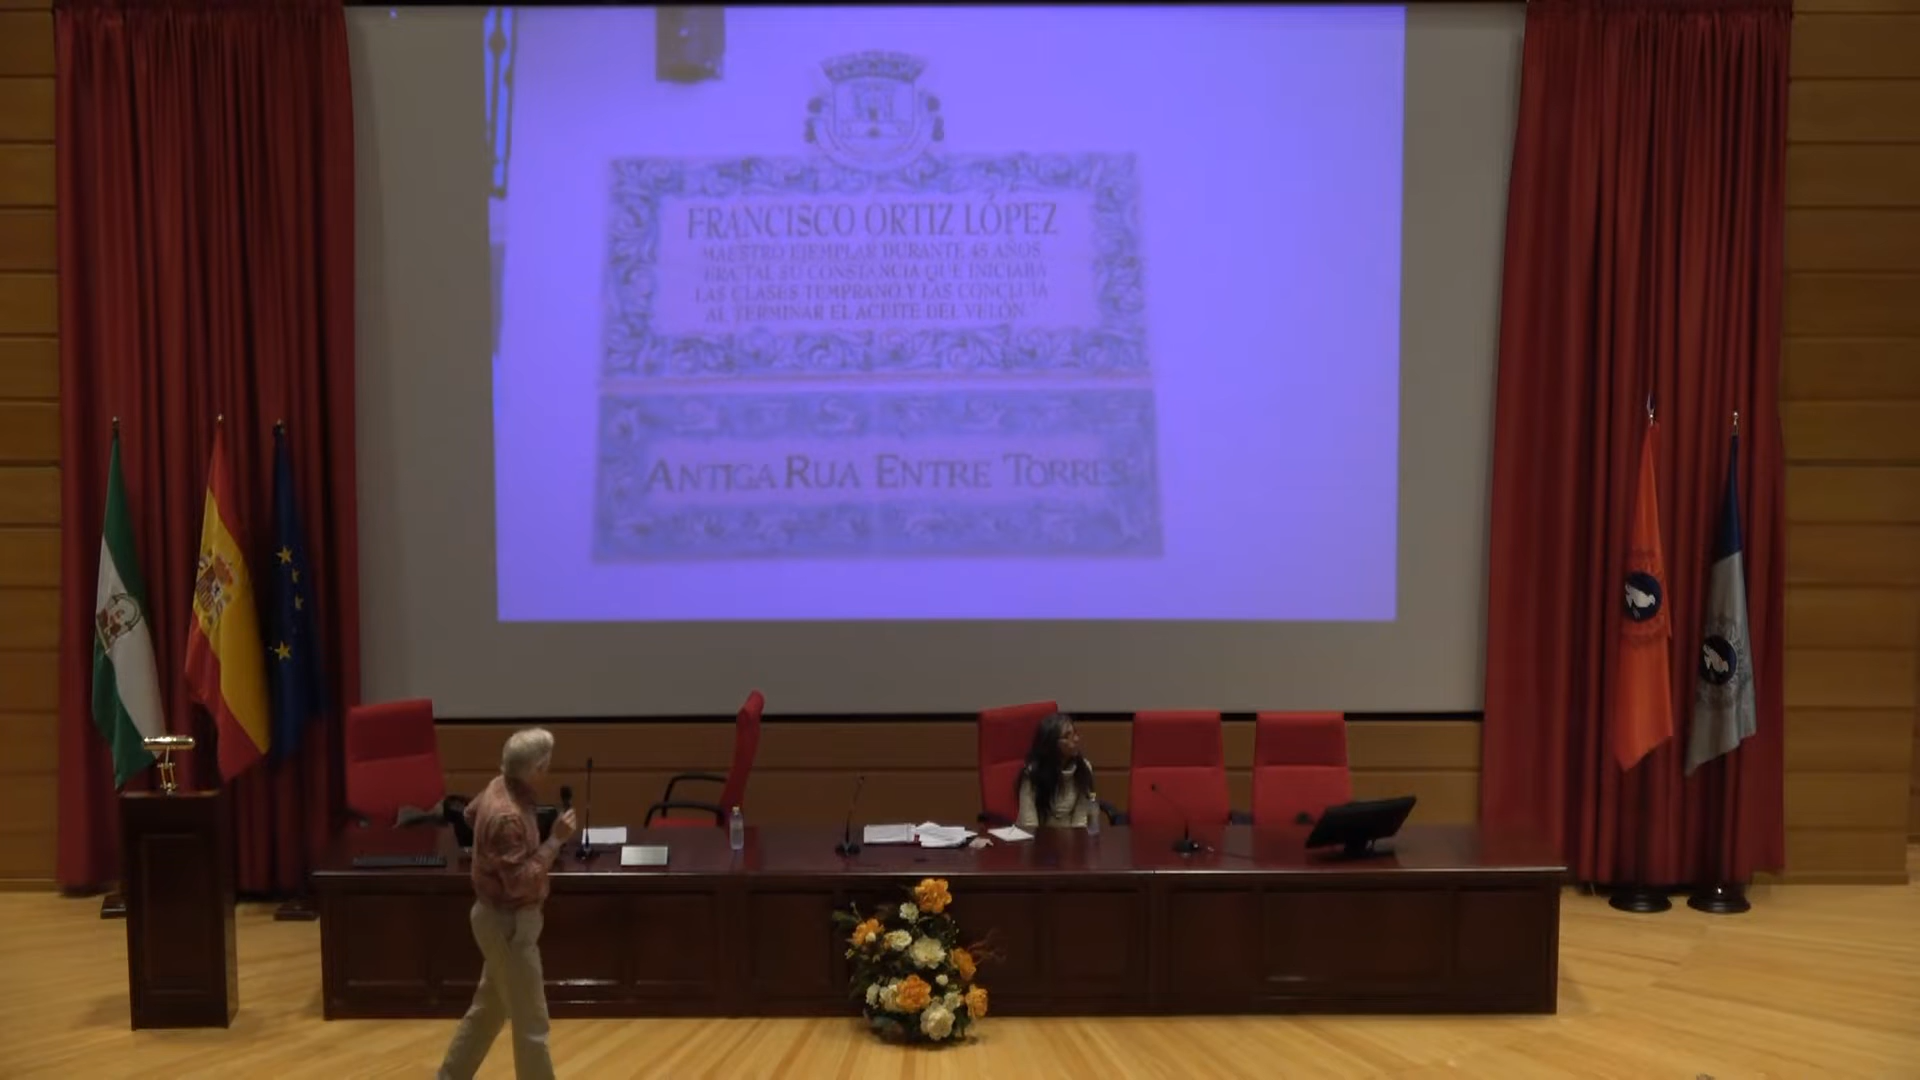 FRANCISCO ORTIZ LÓPEZ
MAESTRO EJEMPLAR DURANTE 45 AÑOS.
ERA TAL SU CONSTANCIA QUE INICIABA
LAS CLASES TEMPRANO, Y LAS CONCLUÍA
AL TERMINAR EL ACEITE DEL VELÓN.
ANTIGA RUA ENTRE TORRES